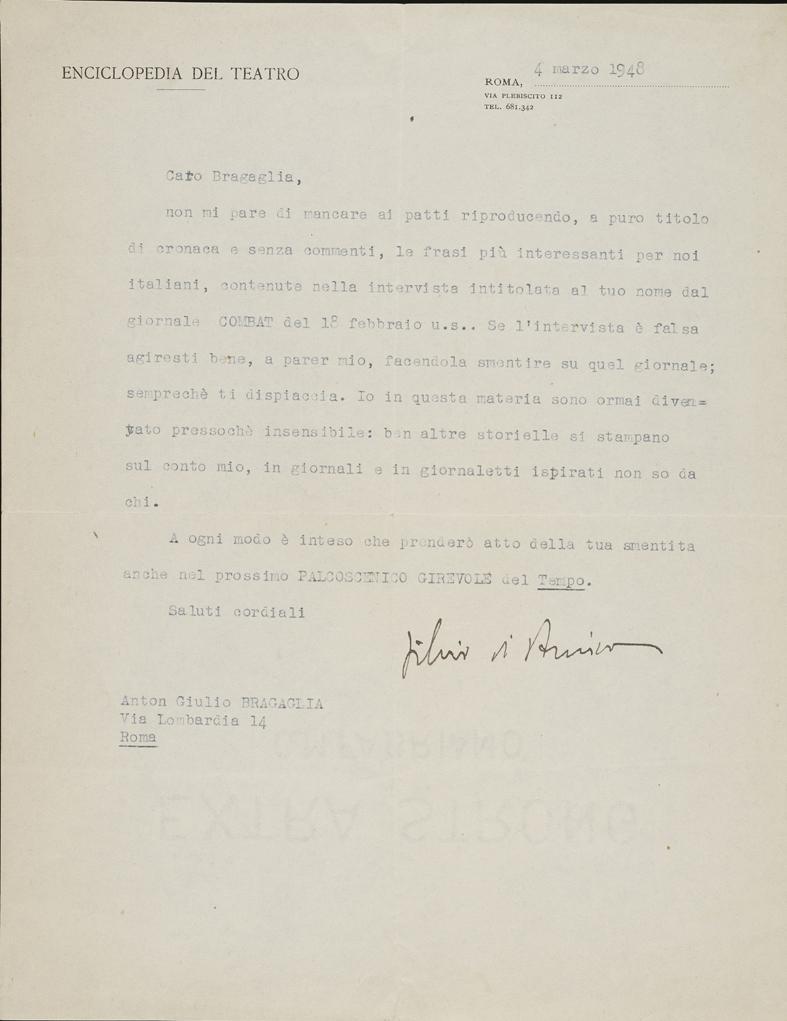 ENCICLOPEDIA DEL TEATRO
ROMA, 4 marzo 1948
VIA PLEBISCITO 112
TEL. 681.342
Caro Bragaglia,
non mi pare di mancare ai patti riproducendo, a puro titolo
di cronaca e senza commenti, le frasi più interessanti per noi
italiani, contenute nella intervista intitolata al tuo nome dal
giornale COMBAT del 18 febbraio u.s.. Se l'intervista è falsa
agiresti bene, a parer mio, facendola smentire su quel giornale;
semprechè ti dispiaccia. Io in questa materia sono ormai diven=
tato pressochè insensibile: ben altre storielle si stampano
sul conto mio, in giornali e in giornaletti ispirati non so da
chi.
A ogni modo è inteso che prenderò atto della tua smentita
anche nel prossimo PALCOSCENICO GIREVOLE del Tempo.
Saluti cordiali
Silvio d'Amico
Anton Giulio BRAGAGLIA
Via Lombardia 14
Roma
COM FABRIANO
EXTRA STRONG